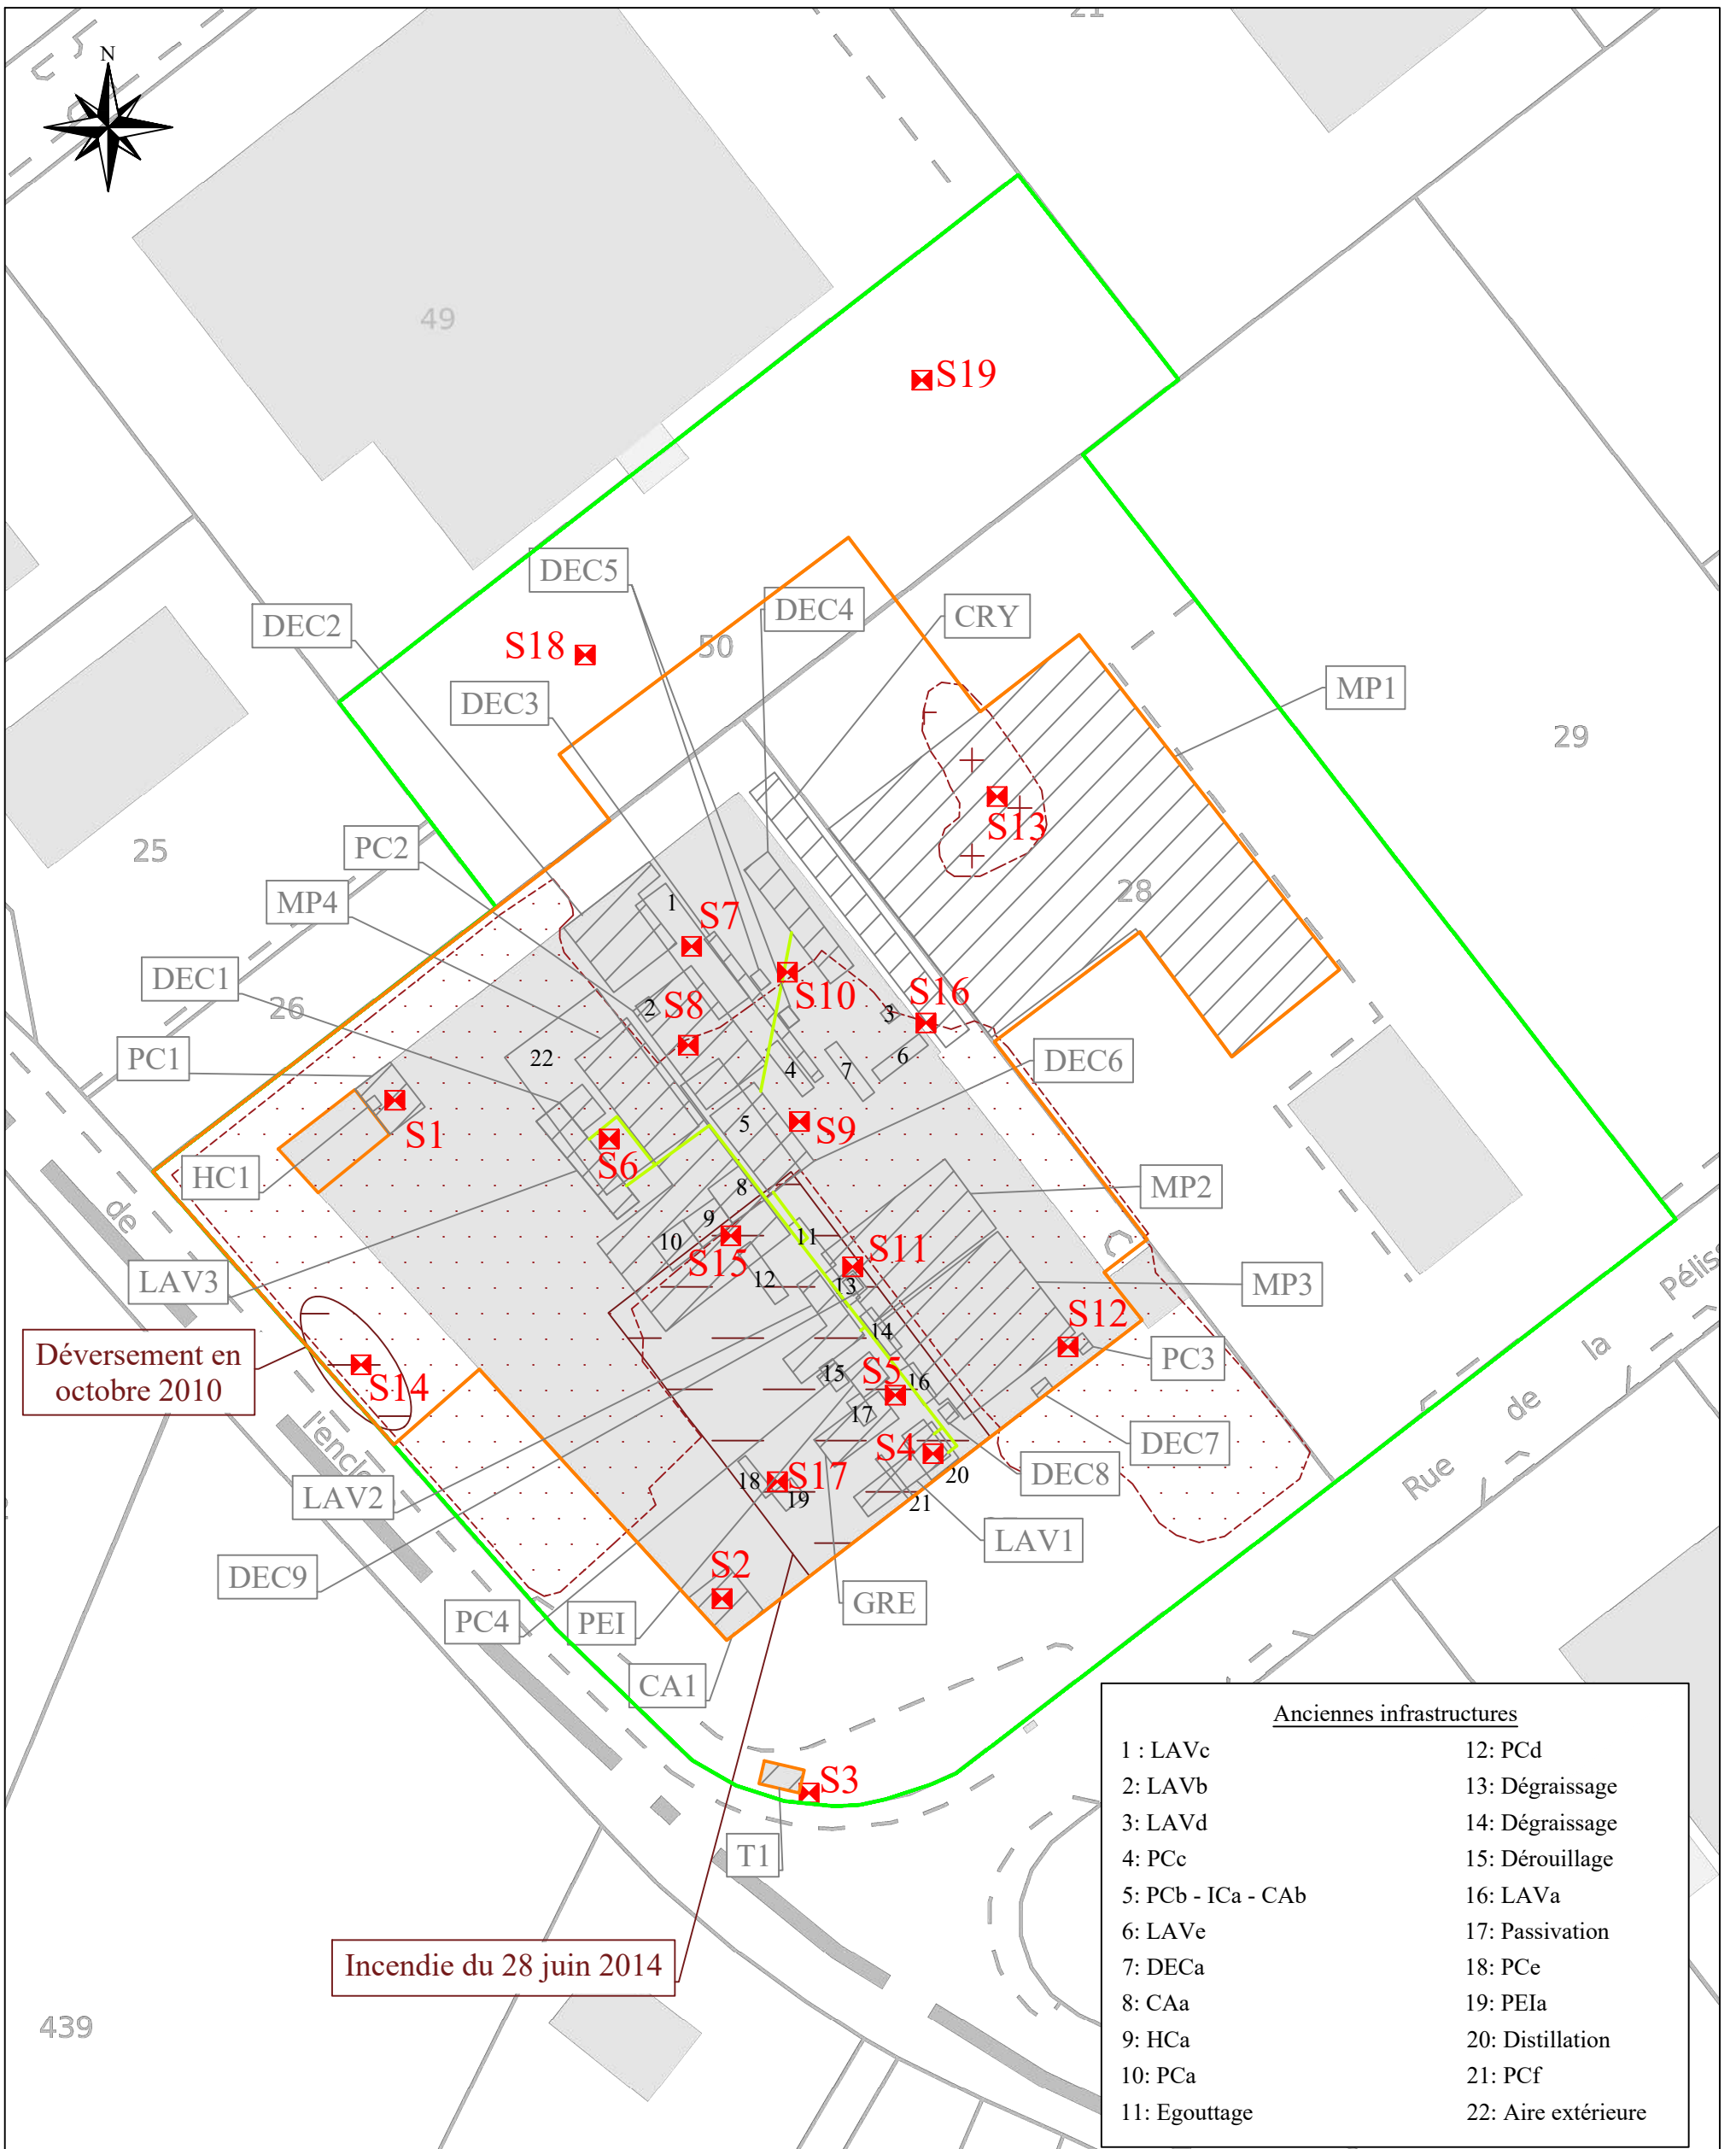 N
21
49
S19
DEC5
DEC4
CRY
DEC2
S18
50
MP1
DEC3
29
S13
PC2
25
28
MP4
1
S7
DEC1
S10
26
2
S8
S16
3
PC1
22
6
DEC6
4
7
S1
5
S9
S6
HC1
8
MP2
de
9
11
10
S15
S11
LAV3
12
13
MP3
Pélis
S12
14
la
Déversement en
octobre 2010
S14
15
S5
16
PC3
de
17
l'enclo
S4
DEC7
Rue
18
S17
20
DEC8
LAV2
19
21
LAV1
DEC9
S2
GRE
PC4
PEI
CA1
S3
T1
Incendie du 28 juin 2014
439
Anciennes infrastructures
1 : LAVc
2: LAVb
3: LAVd
4: PCc
5: PCb - ICa - CAb
6: LAVe
7: DECa
8: CAa
9: HCa
10: PCa
11: Egouttage
12: PCd
13: Dégraissage
14: Dégraissage
15: Dérouillage
16: LAVa
17: Passivation
18: PCe
19: PEIa
20: Distillation
21: PCf
22: Aire extérieure